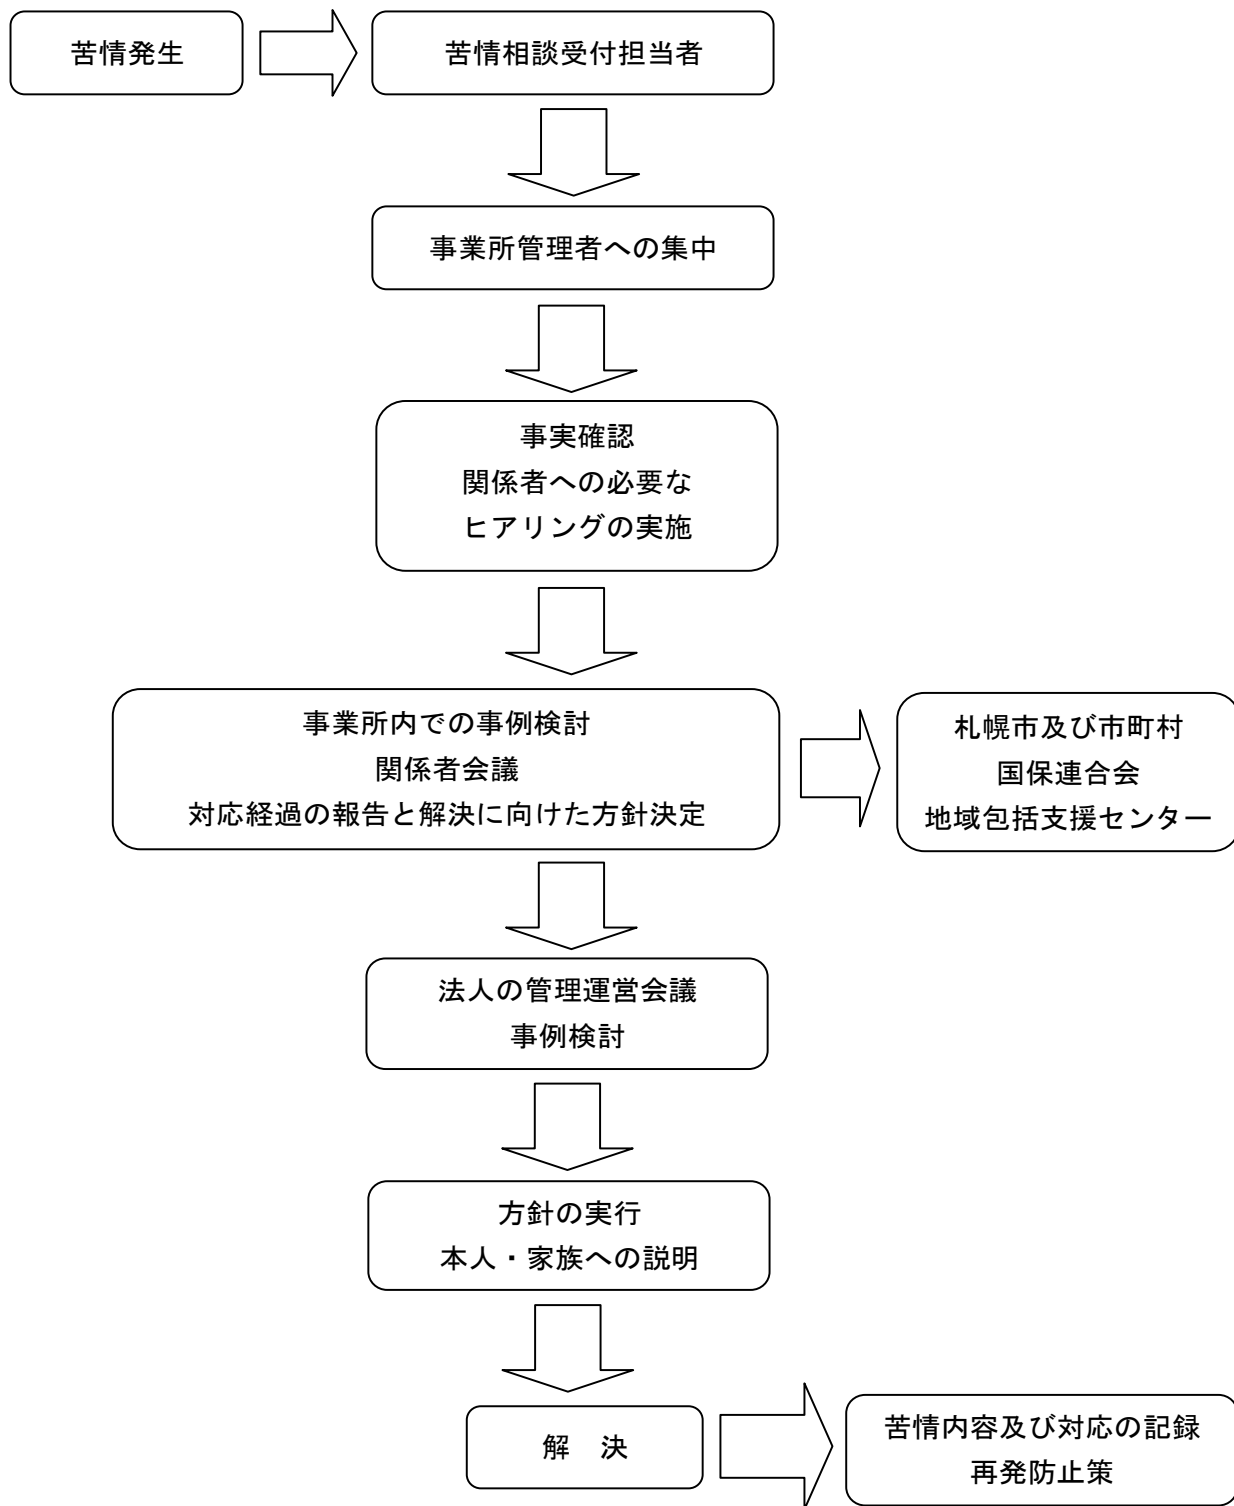 苦情発生
苦情相談受付担当者
事業所管理者への集中
事実確認
関係者への必要な
ヒアリングの実施
事業所内での事例検討
関係者会議
対応経過の報告と解決に向けた方針決定
札幌市及び市町村
国保連合会
地域包括支援センター
法人の管理運営会議
事例検討
方針の実行
本人・家族への説明
解　決
苦情内容及び対応の記録
再発防止策